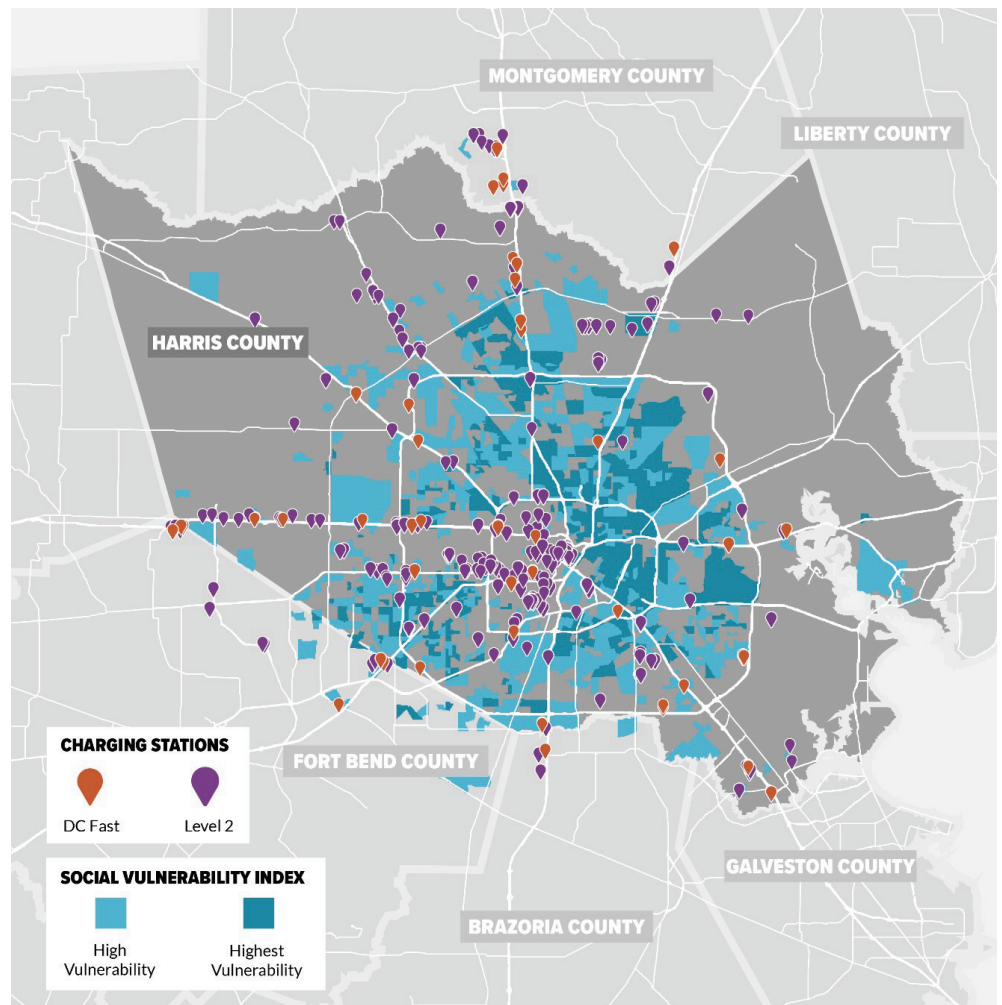 MONTGOMERY COUNTY
LIBERTY COUNTY
HARRIS COUNTY
CHARGING STATIONS
DC Fast
Level 2
FORT BEND COUNTY
GALVESTON COUNTY
SOCIAL VULNERABILITY INDEX
BRAZORIA COUNTY
High
Vulnerability
Highest
Vulnerability